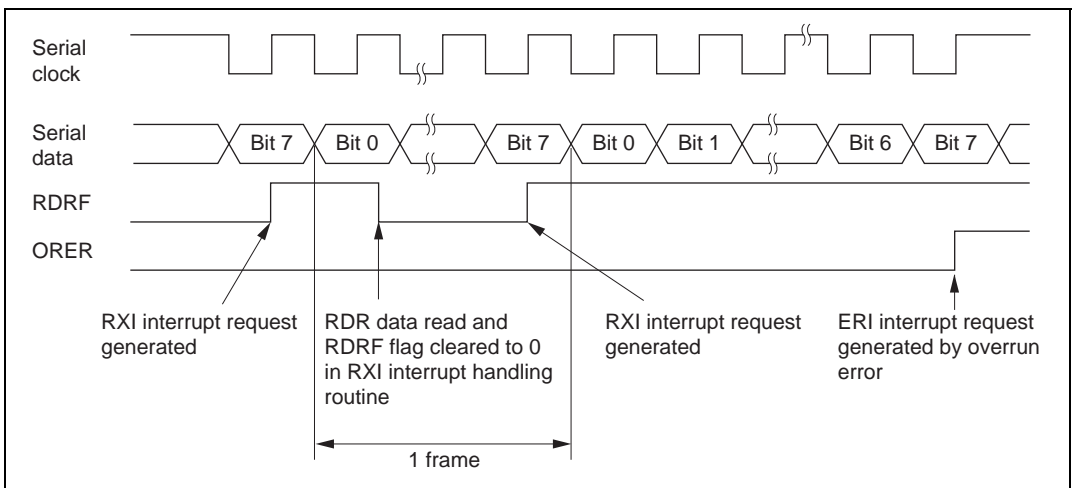 Serial
clock
Serial
data
Bit 7 Bit 0 Bit 7 Bit 0 Bit 1 Bit 6 Bit 7
RDRF
ORER
RXI interrupt request
generated
RDR data read and
RDRF flag cleared to 0
in RXI interrupt handling
routine
RXI interrupt request
generated
ERI interrupt request
generated by overrun
error
1 frame